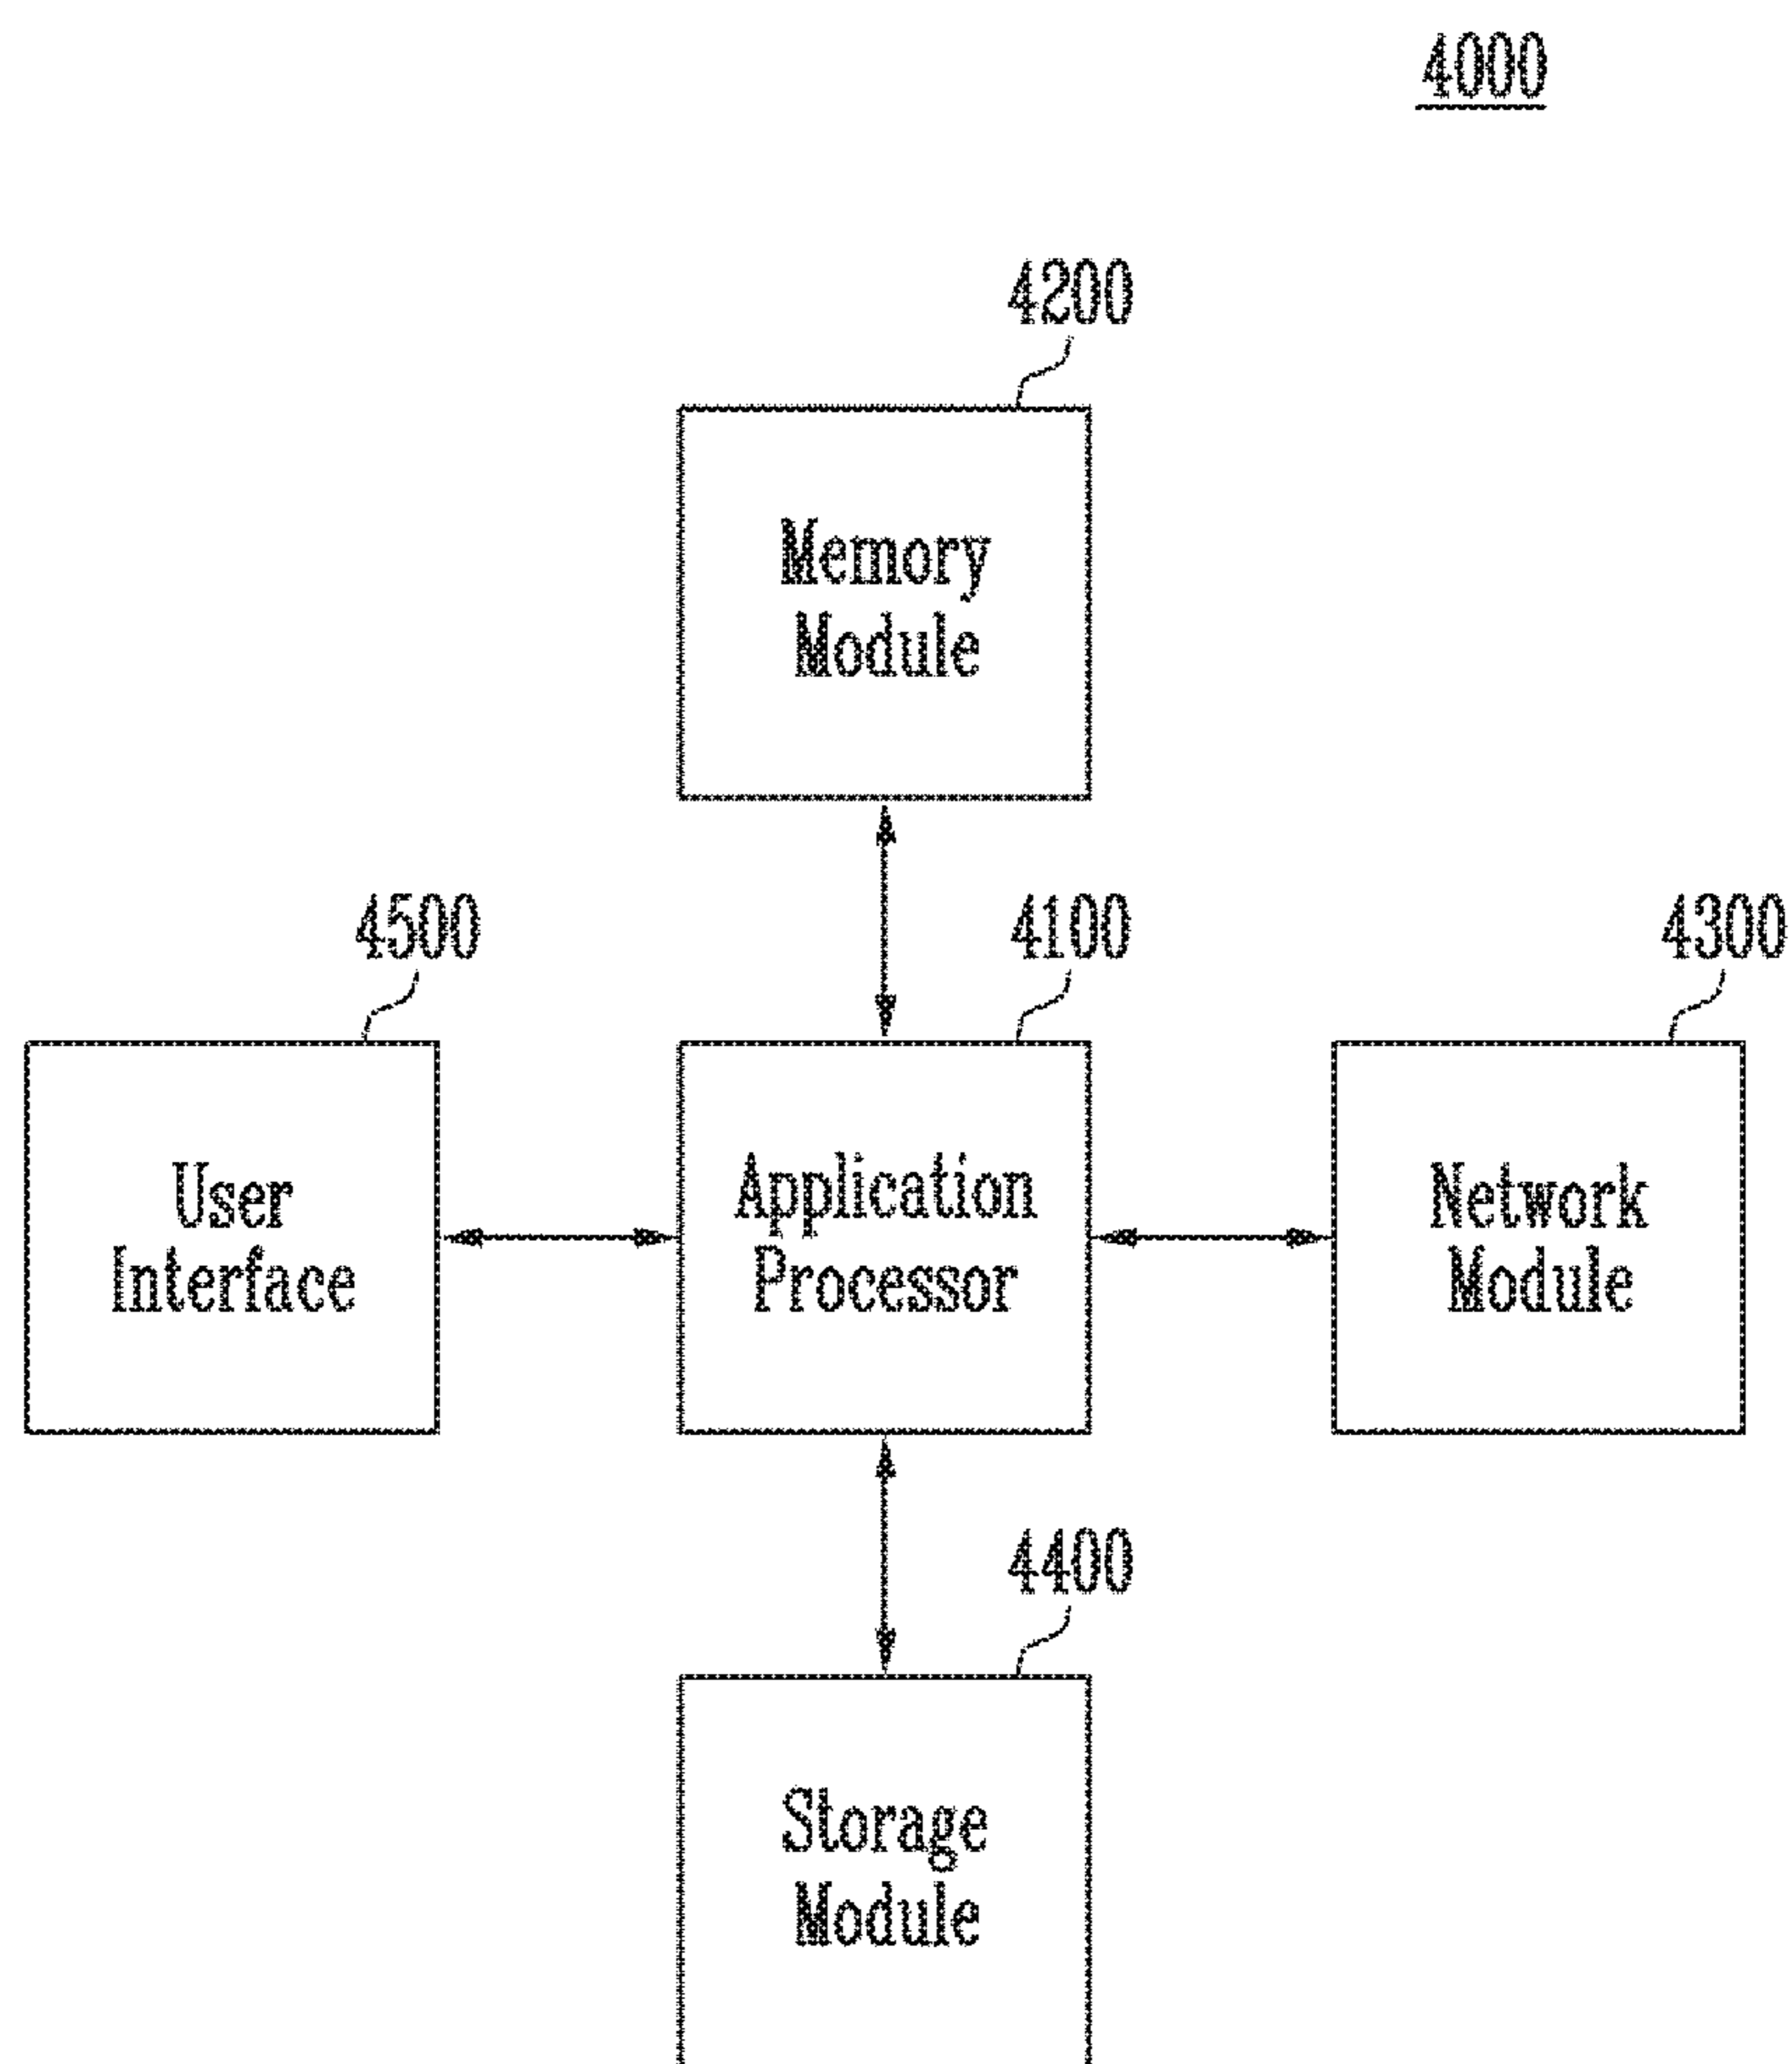 4000
4200
Memory
Module
4500
4100
4300
User
Interface
Application
Processor
Network
Module
4400
Storage
Module